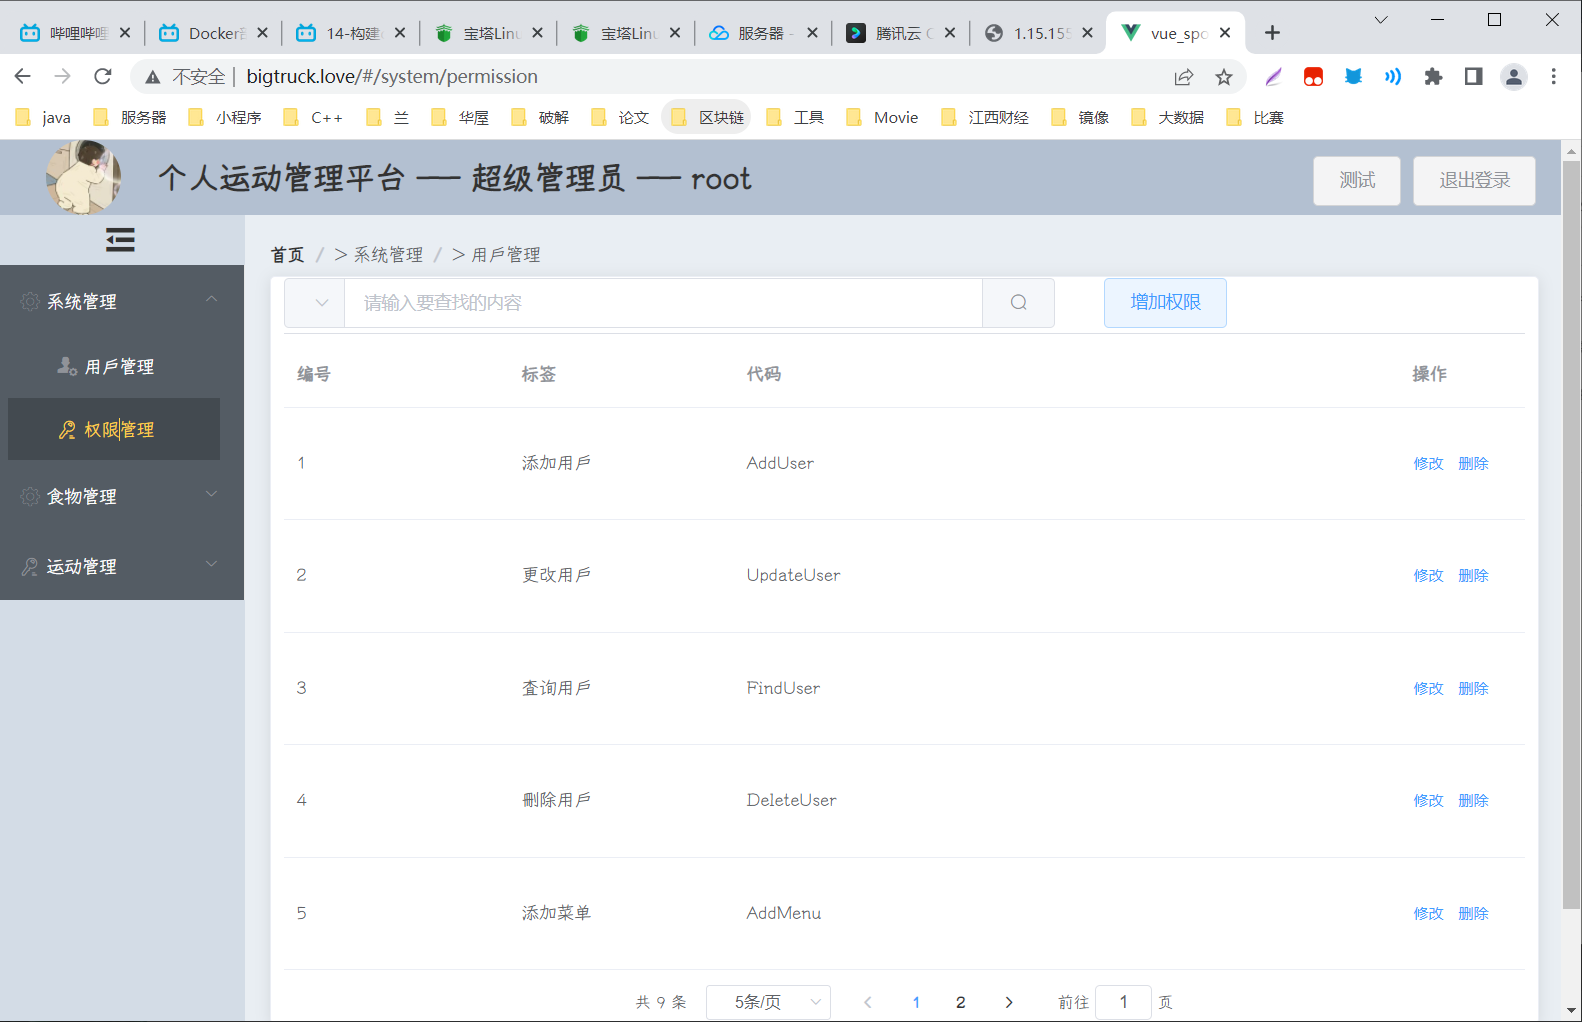 哔哩哔哩
Docker
14-构建
宝塔Linu
宝塔Linu
服务器 -
腾讯云
1.15.155
vue_spo
不安全 | bigtruck.love/#/system/permission
java 服务器 小程序 C++ 兰 华屋 破解 论文 区块链 工具 Movie 江西财经 镜像 大数据 比赛
个人运动管理平台 —— 超级管理员 —— root
测试 退出登录
首页 / > 系统管理 / > 用户管理
系统管理
用户管理
权限管理
食物管理
运动管理
请输入要查找的内容
增加权限
编号 标签 代码 操作
1 添加用户 AddUser 修改 删除
2 更改用户 UpdateUser 修改 删除
3 查询用户 FindUser 修改 删除
4 删除用户 DeleteUser 修改 删除
5 添加菜单 AddMenu 修改 删除
共 9 条 5条/页 1 2 前往 1 页